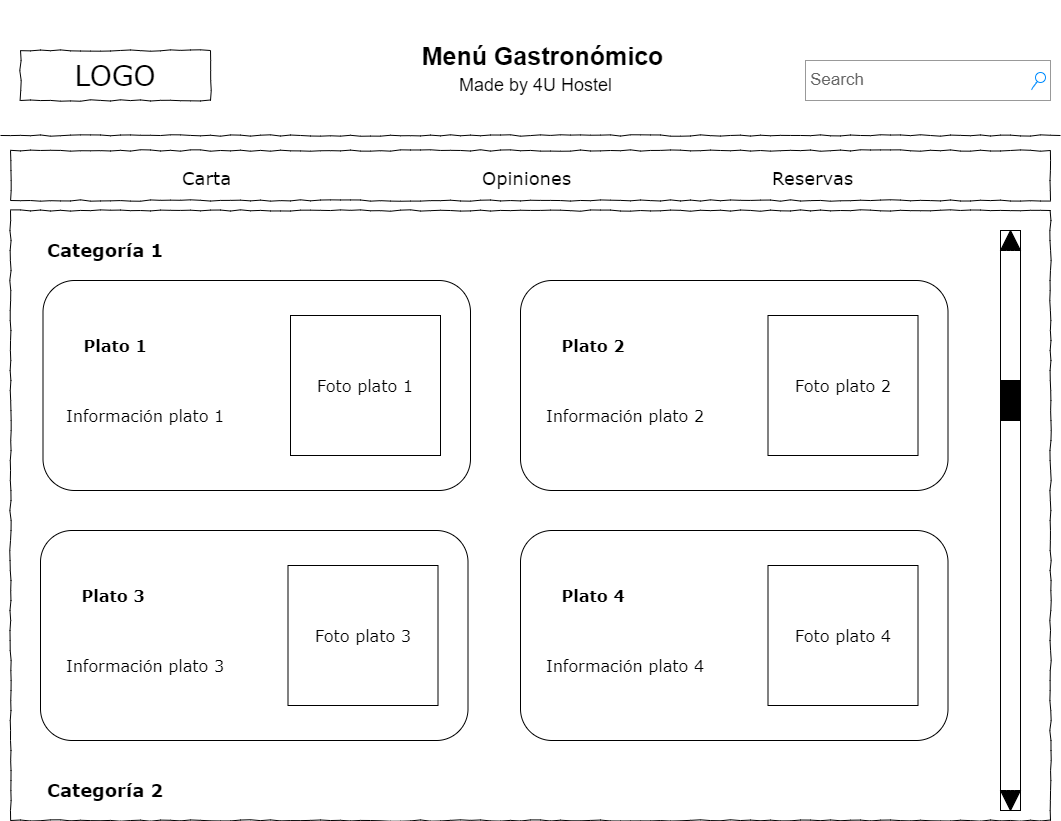 LOGO
Menú Gastronómico
Made by 4U Hostel
Search
Carta
Opiniones
Reservas
Categoría 1
Plato 1
Información plato 1
Foto plato 1
Plato 2
Información plato 2
Foto plato 2
Plato 3
Información plato 3
Foto plato 3
Plato 4
Información plato 4
Foto plato 4
Categoría 2